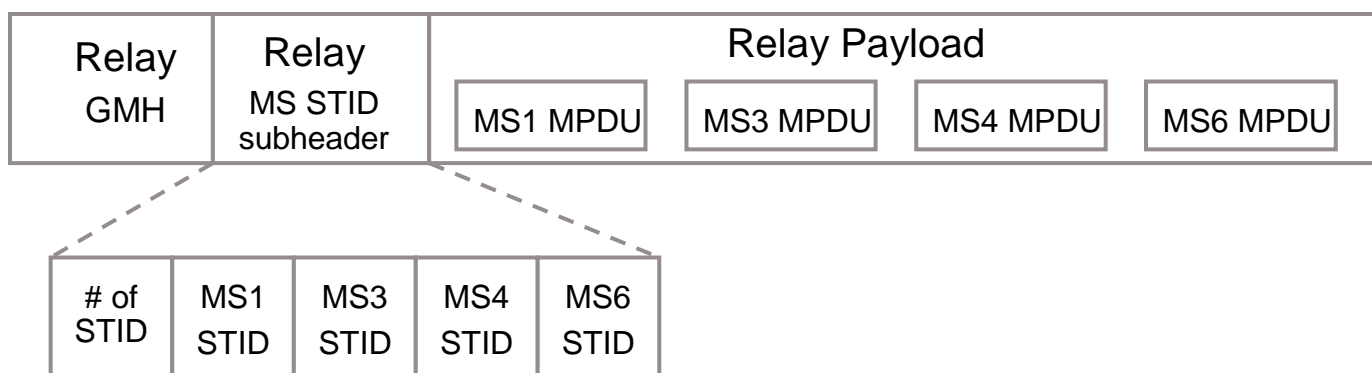 Relay
GMH
Relay
MS STID
subheader
Relay Payload
MS1 MPDU
MS3 MPDU
MS4 MPDU
MS6 MPDU
# of
STID
MS1
STID
MS3
STID
MS4
STID
MS6
STID